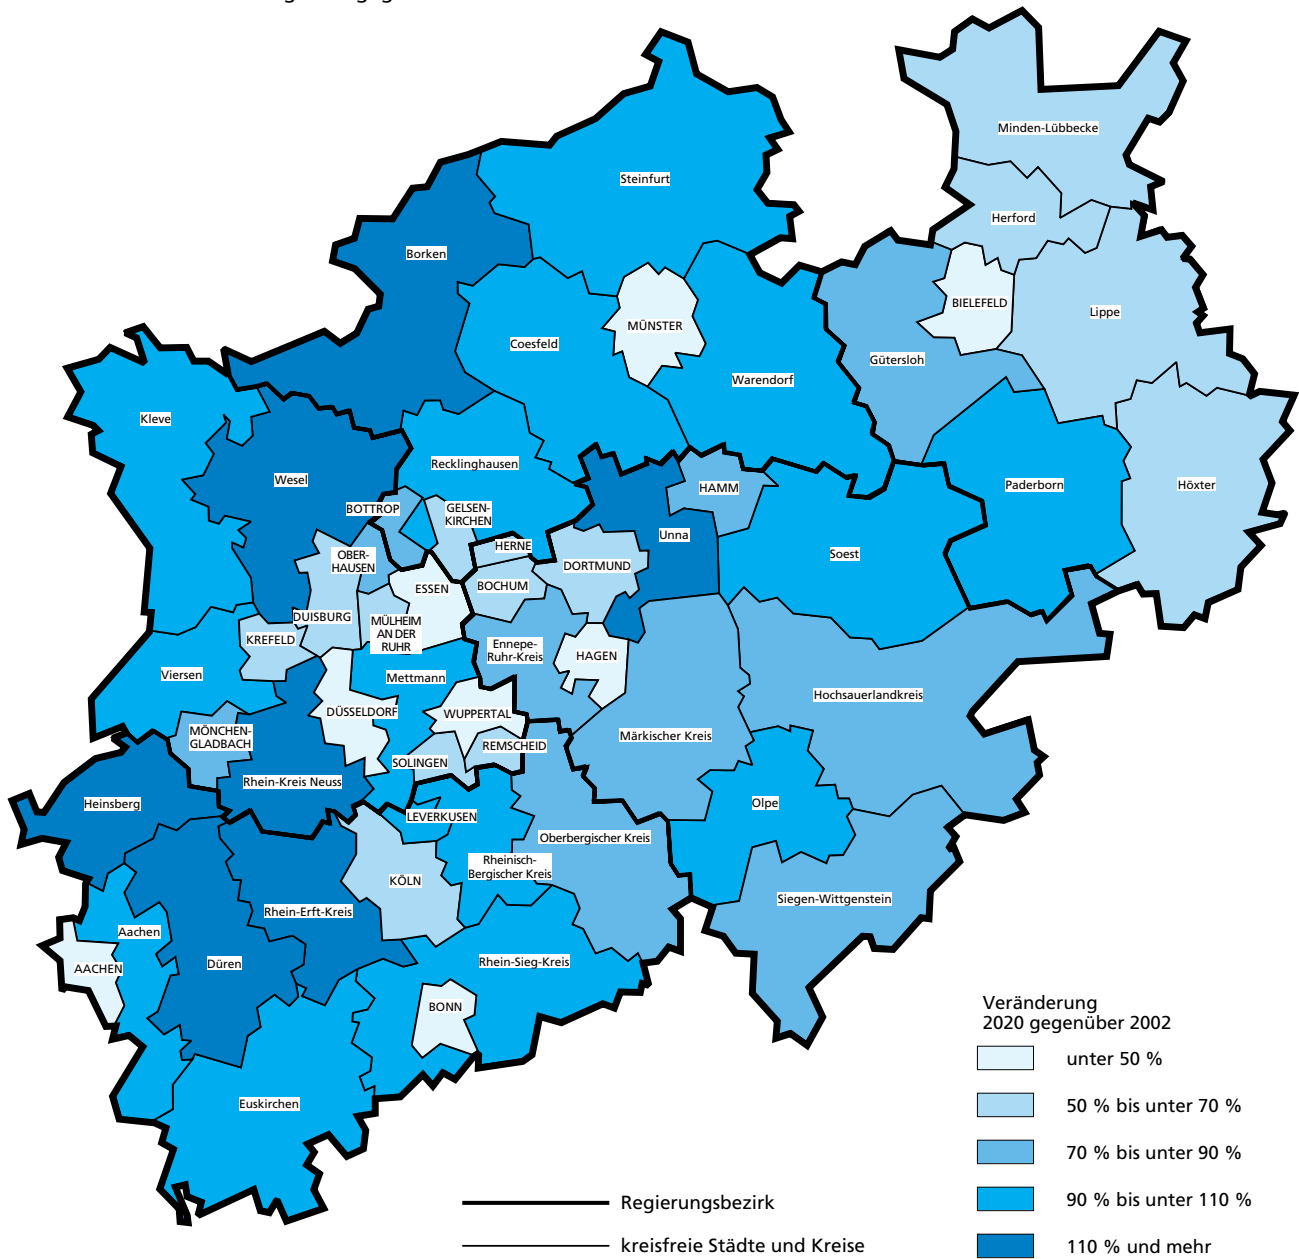 Minden-Lübbecke
Steinfurt
Herford
Borken
BIELEFELD
Lippe
MÜNSTER
Coesfeld
Gütersloh
Warendorf
Kleve
Recklinghausen
Wesel
HAMM
Paderborn
Höxter
BOTTROP
GELSEN-
KIRCHEN
Unna
HERNE
Soest
OBER-
HAUSEN
DORTMUND
ESSEN
BOCHUM
DUISBURG
MÜLHEIM
AN DER
RUHR
KREFELD
Ennepe-
Ruhr-Kreis
HAGEN
Viersen
Mettmann
Hochsauerlandkreis
DÜSSELDORF
WUPPERTAL
MÖNCHEN-
GLADBACH
Märkischer Kreis
REMSCHEID
SOLINGEN
Rhein-Kreis Neuss
Heinsberg
Olpe
LEVERKUSEN
Oberbergischer Kreis
Rheinisch-
Bergischer Kreis
KÖLN
Siegen-Wittgenstein
Rhein-Erft-Kreis
Aachen
Rhein-Sieg-Kreis
Düren
AACHEN
BONN
Euskirchen
Veränderung
2020 gegenüber 2002
unter 50 %
50 % bis unter 70 %
70 % bis unter 90 %
90 % bis unter 110 %
110 % und mehr
Regierungsbezirk
kreisfreie Städte und Kreise